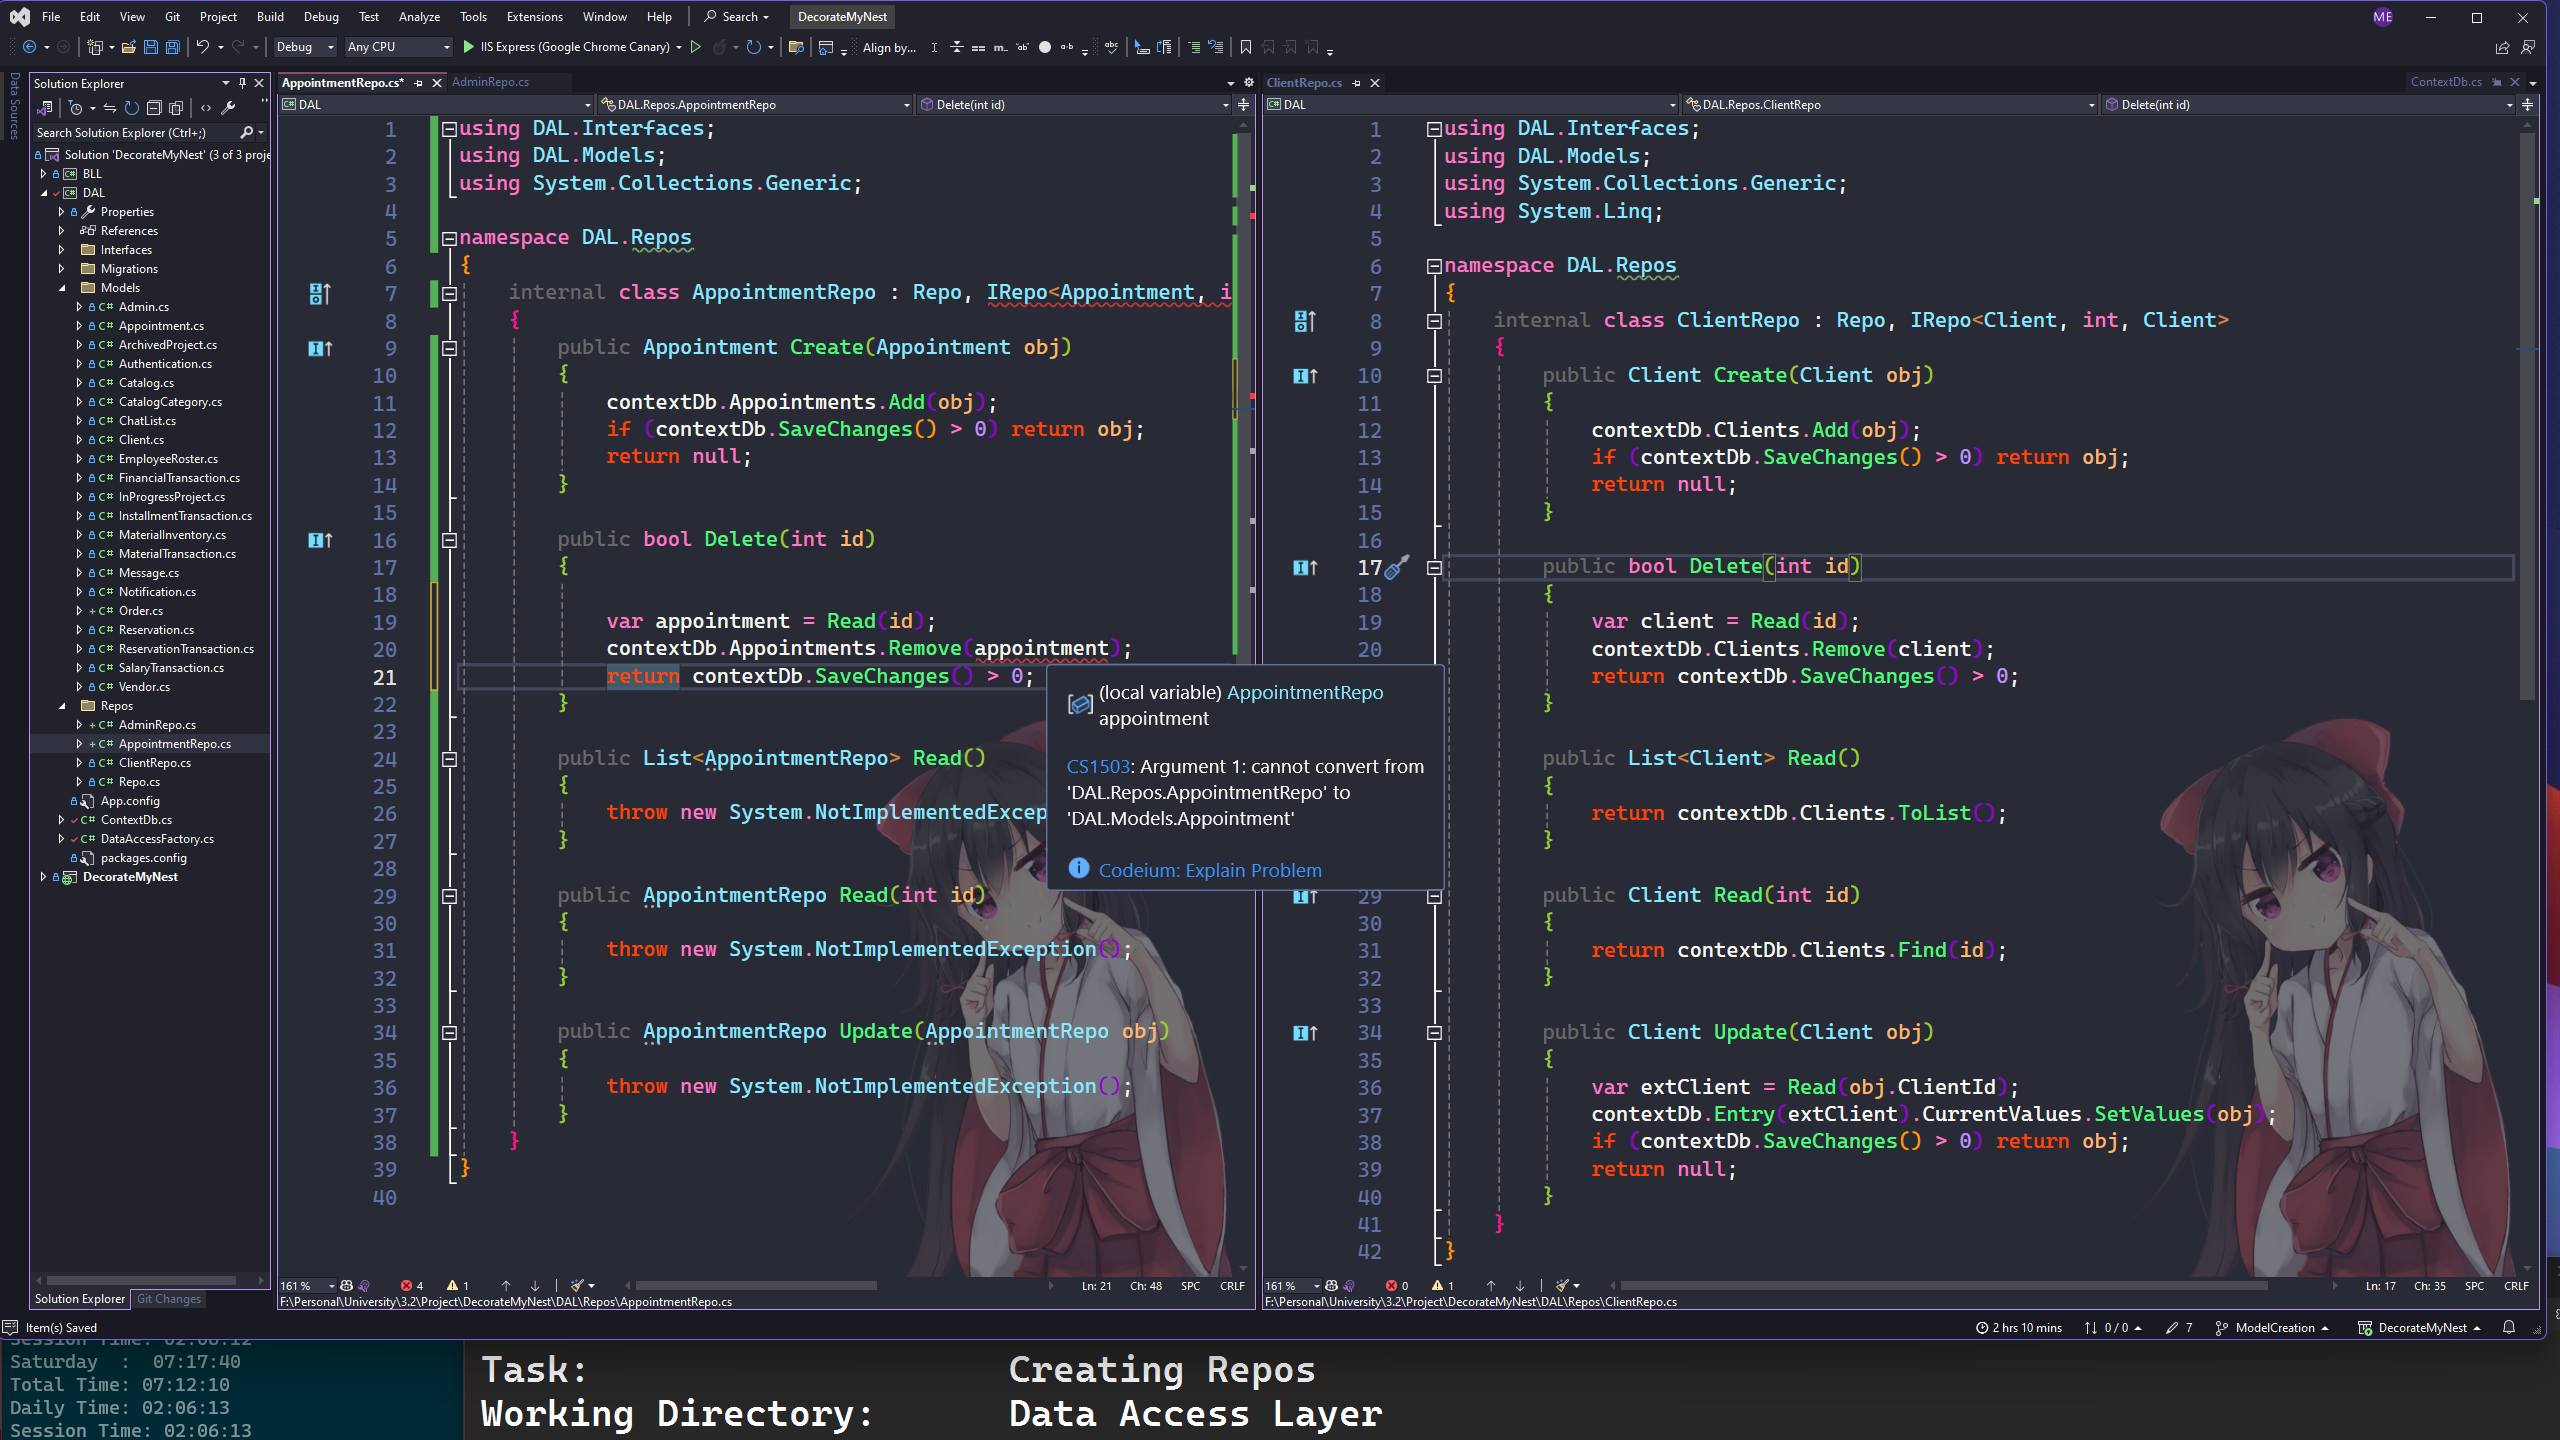 File Edit View Git Project Build Debug Test Analyze Tools Extensions Window Help Search DecorateMyNest ME
Debug Any CPU IIS Express (Google Chrome Canary) Align by...
Data Sources
Solution Explorer
Search Solution Explorer (Ctrl+;)
Solution 'DecorateMyNest' (3 of 3 proje
BLL
DAL
Properties
References
Interfaces
Migrations
Models
Admin.cs
Appointment.cs
ArchivedProject.cs
Authentication.cs
Catalog.cs
CatalogCategory.cs
ChatList.cs
Client.cs
EmployeeRoster.cs
FinancialTransaction.cs
InProgressProject.cs
InstallmentTransaction.cs
MaterialInventory.cs
MaterialTransaction.cs
Message.cs
Notification.cs
Order.cs
Reservation.cs
ReservationTransaction.cs
SalaryTransaction.cs
Vendor.cs
Repos
AdminRepo.cs
AppointmentRepo.cs
ClientRepo.cs
Repo.cs
App.config
ContextDb.cs
DataAccessFactory.cs
packages.config
DecorateMyNest
Solution Explorer Git Changes
AppointmentRepo.cs* AdminRepo.cs
DAL DAL.Repos.AppointmentRepo Delete(int id)
1 using DAL.Interfaces;
2 using DAL.Models;
3 using System.Collections.Generic;
4
5 namespace DAL.Repos
6 {
7 internal class AppointmentRepo : Repo, IRepo<Appointment, i
8 {
9 public Appointment Create(Appointment obj)
10 {
11 contextDb.Appointments.Add(obj);
12 if (contextDb.SaveChanges() > 0) return obj;
13 return null;
14 }
15
16 public bool Delete(int id)
17 {
18
19 var appointment = Read(id);
20 contextDb.Appointments.Remove(appointment);
21 return contextDb.SaveChanges() > 0;
22 }
23
24 public List<AppointmentRepo> Read()
25 {
26 throw new System.NotImplementedExcep
27 }
28
29 public AppointmentRepo Read(int id)
30 {
31 throw new System.NotImplementedException();
32 }
33
34 public AppointmentRepo Update(AppointmentRepo obj)
35 {
36 throw new System.NotImplementedException();
37 }
38 }
39 }
40
(local variable) AppointmentRepo
appointment
CS1503: Argument 1: cannot convert from
'DAL.Repos.AppointmentRepo' to
'DAL.Models.Appointment'
Codeium: Explain Problem
161 % 4 1 Ln: 21 Ch: 48 SPC CRLF
F:\Personal\University\3.2\Project\DecorateMyNest\DAL\Repos\AppointmentRepo.cs
ClientRepo.cs ContextDb.cs
DAL DAL.Repos.ClientRepo Delete(int id)
1 using DAL.Interfaces;
2 using DAL.Models;
3 using System.Collections.Generic;
4 using System.Linq;
5
6 namespace DAL.Repos
7 {
8 internal class ClientRepo : Repo, IRepo<Client, int, Client>
9 {
10 public Client Create(Client obj)
11 {
12 contextDb.Clients.Add(obj);
13 if (contextDb.SaveChanges() > 0) return obj;
14 return null;
15 }
16
17 public bool Delete(int id)
18 {
19 var client = Read(id);
20 contextDb.Clients.Remove(client);
return contextDb.SaveChanges() > 0;
}
public List<Client> Read()
{
return contextDb.Clients.ToList();
}
29 public Client Read(int id)
30 {
31 return contextDb.Clients.Find(id);
32 }
33
34 public Client Update(Client obj)
35 {
36 var extClient = Read(obj.ClientId);
37 contextDb.Entry(extClient).CurrentValues.SetValues(obj);
38 if (contextDb.SaveChanges() > 0) return obj;
39 return null;
40 }
41 }
42 }
161 % 0 1 Ln: 17 Ch: 35 SPC CRLF
F:\Personal\University\3.2\Project\DecorateMyNest\DAL\Repos\ClientRepo.cs
Item(s) Saved 2 hrs 10 mins 0 / 0 7 ModelCreation DecorateMyNest
Session Time: 02:06:12
Saturday : 07:17:40
Total Time: 07:12:10
Daily Time: 02:06:13
Session Time: 02:06:13
Task: Creating Repos
Working Directory: Data Access Layer